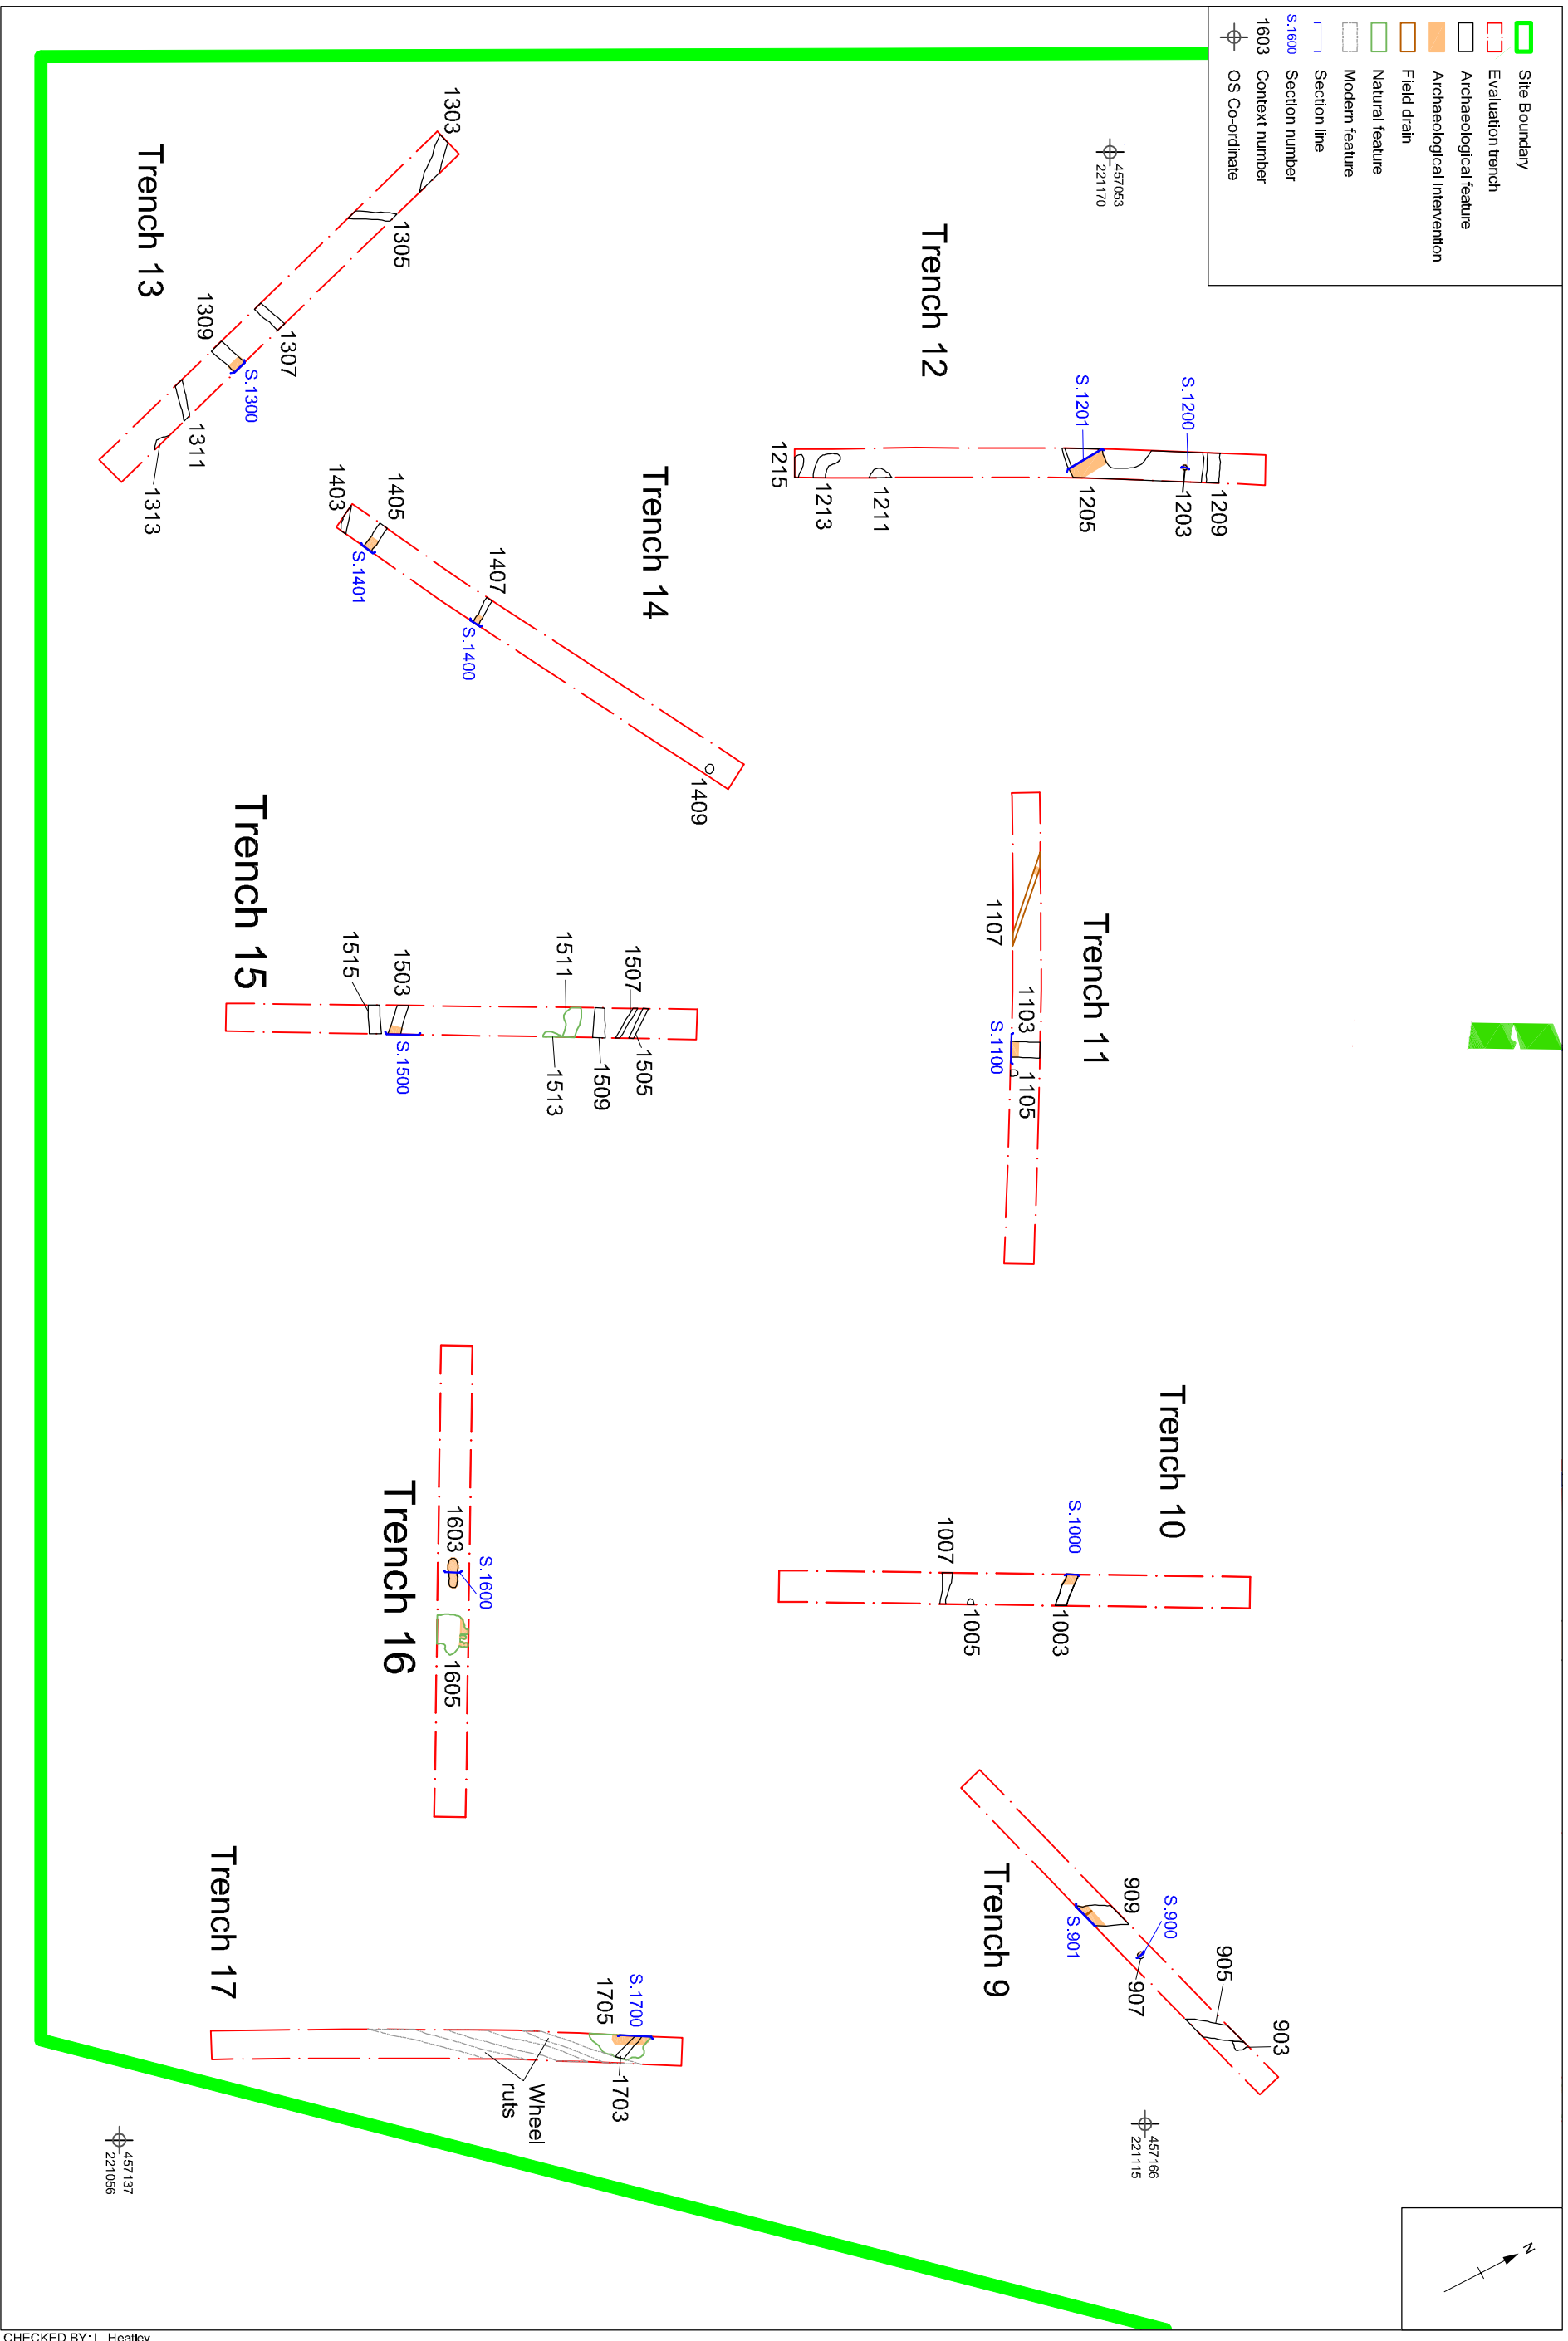 Site Boundary
Evaluation trench
Archaeological feature
Archaeological Intervention
Field drain
Natural feature
Modern feature
Section line
S.1600 Section number
1603 Context number
OS Co-ordinate
457053
221170
Trench 12
S.1200
S.1201
1209
1203
1205
1211
1213
1215
Trench 13
1303
1305
1307
1309
S.1300
1311
1313
Trench 14
1403
1405
S.1401
1407
S.1400
1409
Trench 11
1107
1103
S.1100
1105
Trench 15
1507
1505
1511
1509
1513
1503
1515
S.1500
Trench 10
S.1000
1003
1007
1005
Trench 16
1603
S.1600
1605
Trench 9
909
S.900
S.901
907
905
903
Trench 17
S.1700
1705
1703
Wheel
ruts
457166
221115
457137
221056
N
CHECKED BY: L. Heatley